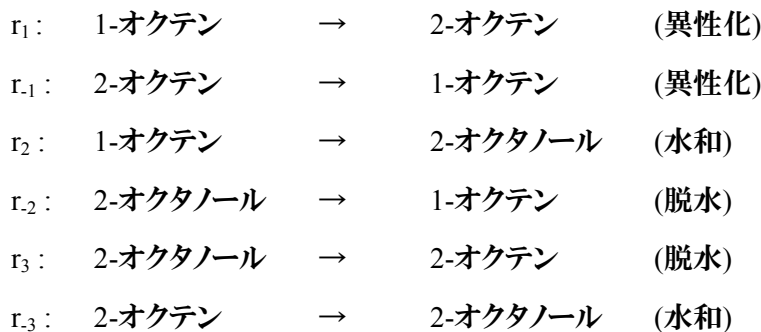 r₁ : 1-オクテン → 2-オクテン (異性化)
r₋₁ : 2-オクテン → 1-オクテン (異性化)
r₂ : 1-オクテン → 2-オクタノール (水和)
r₋₂ : 2-オクタノール → 1-オクテン (脱水)
r₃ : 2-オクタノール → 2-オクテン (脱水)
r₋₃ : 2-オクテン → 2-オクタノール (水和)